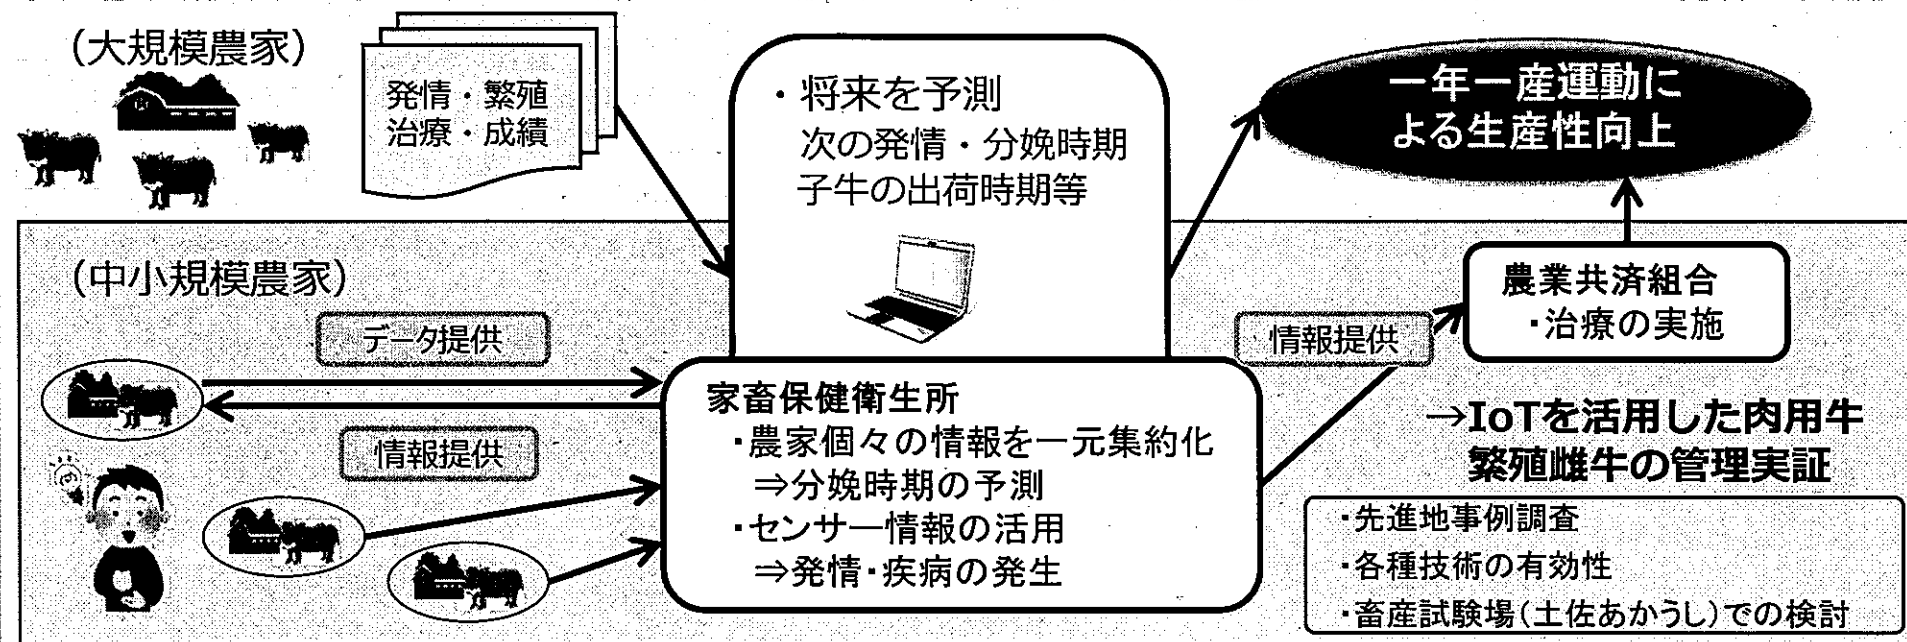 （大規模農家）
発情・繁殖
治療・成績
・将来を予測
次の発情・分娩時期
子牛の出荷時期等
一年一産運動に
よる生産性向上
（中小規模農家）
データ提供
情報提供
家畜保健衛生所
・農家個々の情報を一元集約化
⇒分娩時期の予測
・センサー情報の活用
⇒発情・疾病の発生
情報提供
農業共済組合
・治療の実施
→IoTを活用した肉用牛
繁殖雌牛の管理実証
・先進地事例調査
・各種技術の有効性
・畜産試験場（土佐あかうし）での検討